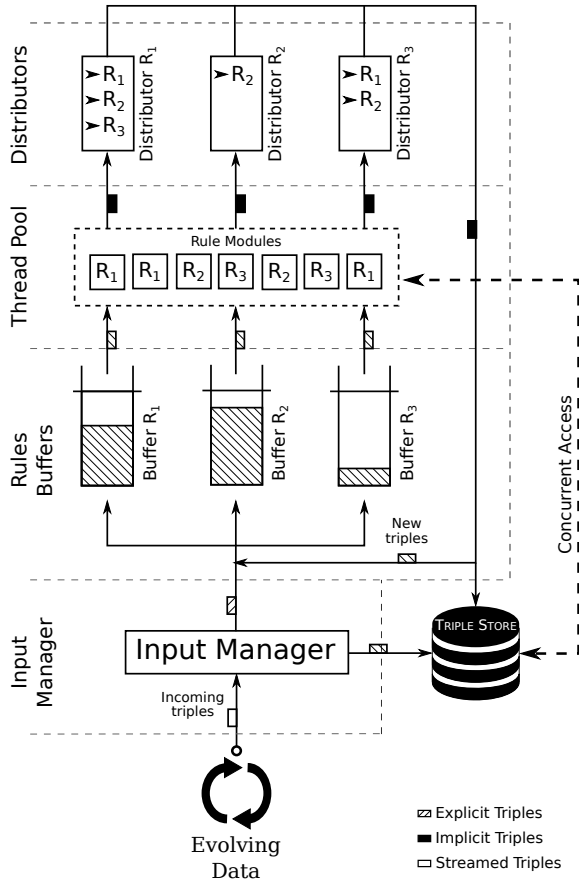 Distributors
R1
R2
R3
Distributor R1
R2
Distributor R2
R1
R2
Distributor R3
Thread Pool
Rule Modules
R1
R1
R2
R3
R2
R3
R1
Rules
Buffers
Buffer R1
Buffer R2
Buffer R3
Concurrent Access
New
triples
Input
Manager
Input Manager
TRIPLE STORE
Incoming
triples
Evolving
Data
Explicit Triples
Implicit Triples
Streamed Triples